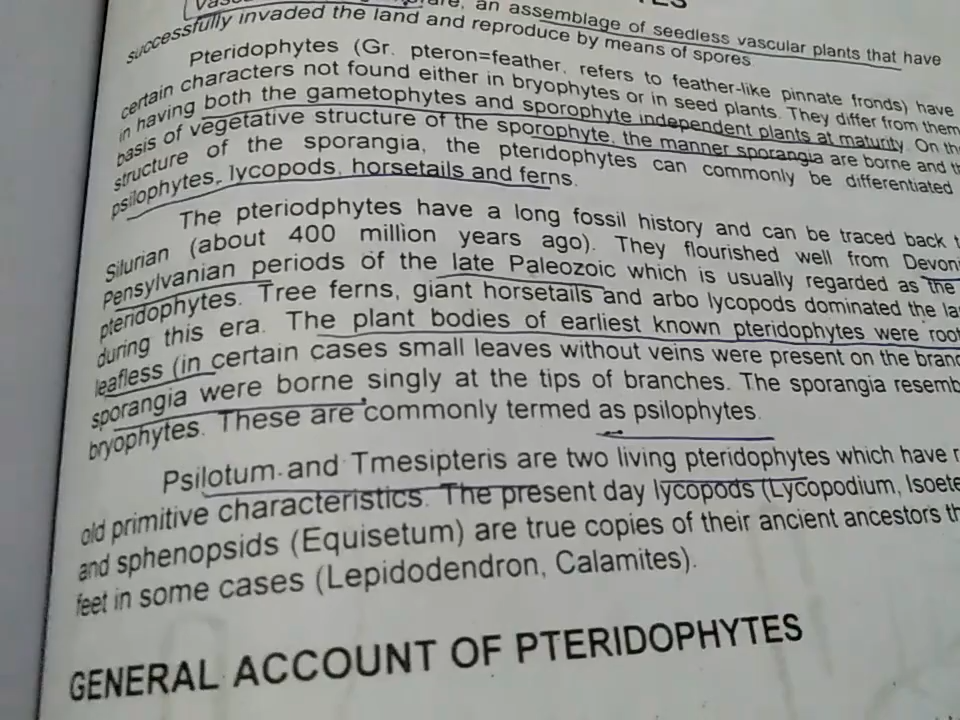 an assemblage of seedless vascular plants that have
successfully invaded the land and reproduce by means of spores
Pteridophytes (Gr. pteron=feather, refers to feather-like pinnate fronds) have
certain characters not found either in bryophytes or in seed plants. They differ from them
in having both the gametophytes and sporophyte independent plants at maturity. On the
basis of vegetative structure of the sporophyte, the manner sporangia are borne and
structure of the sporangia, the pteridophytes can commonly be differentiated
psilophytes, lycopods, horsetails and ferns.
The pteriodphytes have a long fossil history and can be traced back
Silurian (about 400 million years ago). They flourished well from
Pensylvanian periods of the late Paleozoic which is usually regarded as the
pteridophytes. Tree ferns, giant horsetails and arbo lycopods dominated the
during this era. The plant bodies of earliest known pteridophytes were
leafless (in certain cases small leaves without veins were present on the
sporangia were borne singly at the tips of branches. The sporangia
bryophytes. These are commonly termed as psilophytes.
Psilotum and Tmesipteris are two living pteridophytes which have
old primitive characteristics. The present day lycopods (Lycopodium,
and sphenopsids (Equisetum) are true copies of their ancient ancestors
feet in some cases (Lepidodendron, Calamites).
GENERAL ACCOUNT OF PTERIDOPHYTES